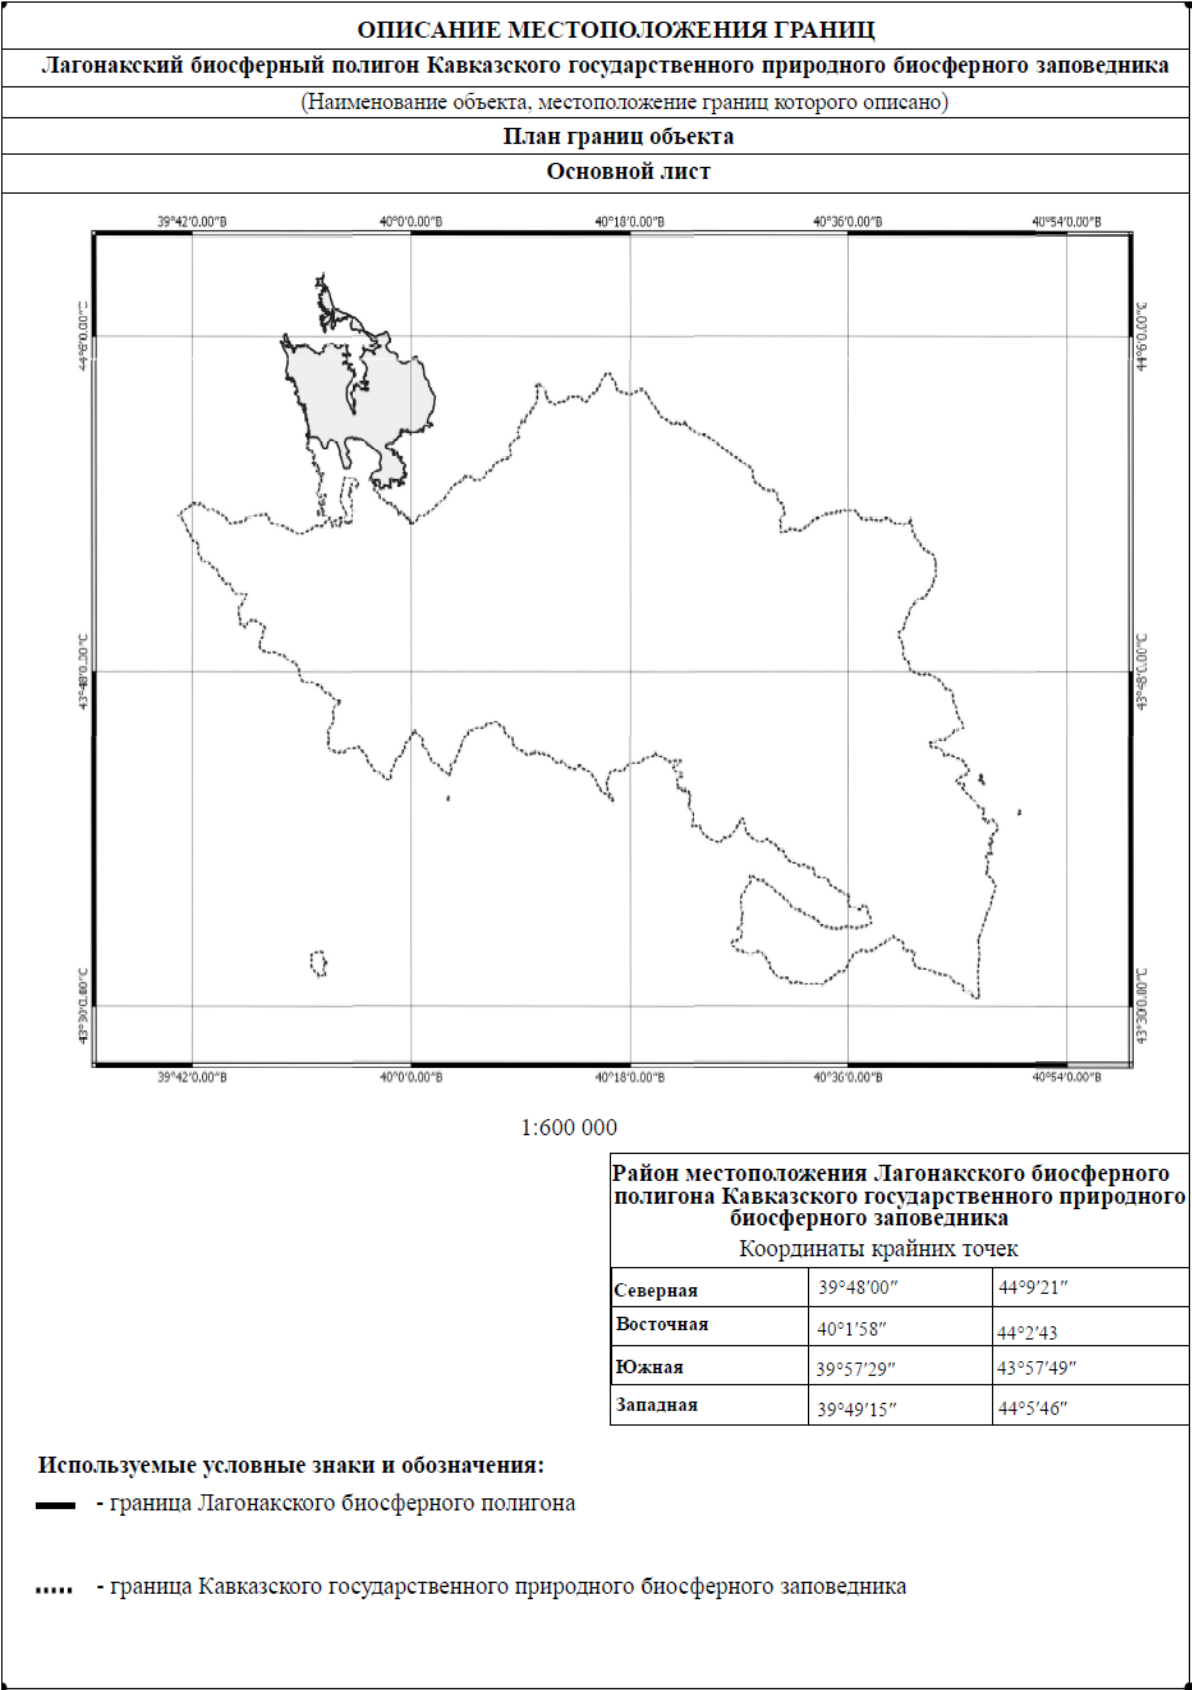 ОПИСАНИЕ МЕСТОПОЛОЖЕНИЯ ГРАНИЦ
Лагонакский биосферный полигон Кавказского государственного природного биосферного заповедника
(Наименование объекта, местоположение границ которого описано)
План границ объекта
Основной лист
39°42'0.00"В 40°0'0.00"В 40°18'0.00"В 40°36'0.00"В 40°54'0.00"В
44°6'0.00"С 44°6'0.00"С
43°48'0.00"С 43°48'0.00"С
43°30'0.00"С 43°30'0.00"С
39°42'0.00"В 40°0'0.00"В 40°18'0.00"В 40°36'0.00"В 40°54'0.00"В
1:600 000
Район местоположения Лагонакского биосферного
полигона Кавказского государственного природного
биосферного заповедника
Координаты крайних точек
Северная 39°48'00" 44°9'21"
Восточная 40°1'58" 44°2'43
Южная 39°57'29" 43°57'49"
Западная 39°49'15" 44°5'46"
Используемые условные знаки и обозначения:
- граница Лагонакского биосферного полигона
- граница Кавказского государственного природного биосферного заповедника